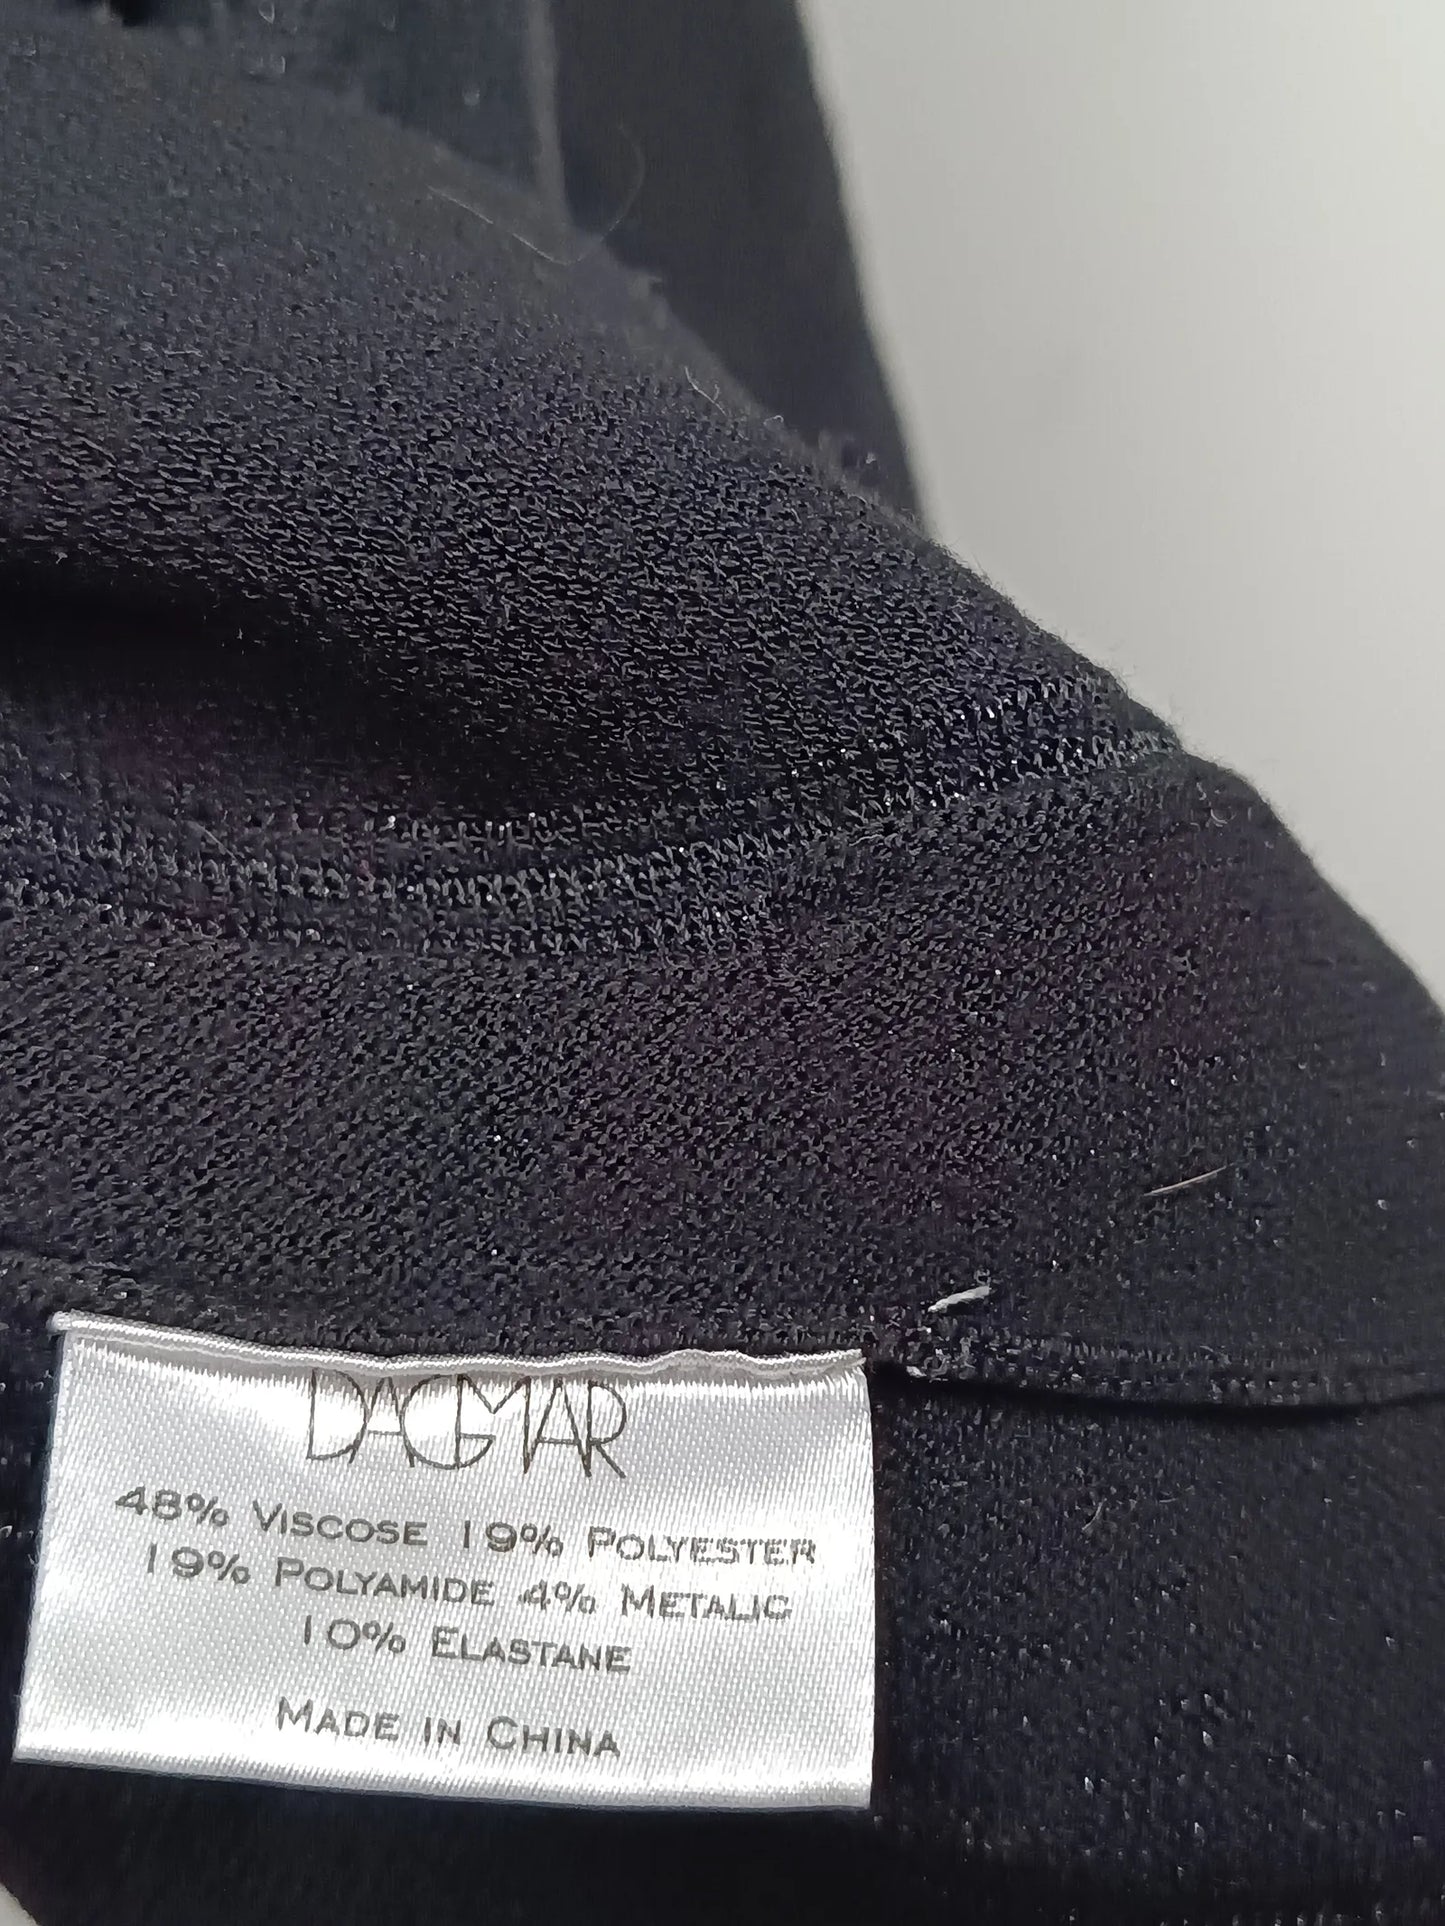 DAGMAR
48% VISCOSE 19% POLYESTER
19% POLYAMIDE 4% METALIC
10% ELASTANE
MADE IN CHINA